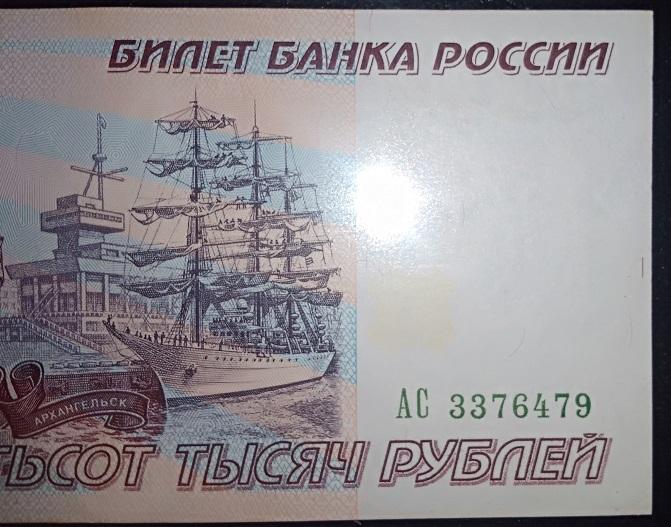 БИЛЕТ БАНКА РОССИИ
АРХАНГЕЛЬСК
АС 3376479
ТЬСОТ ТЫСЯЧ РУБЛЕЙ